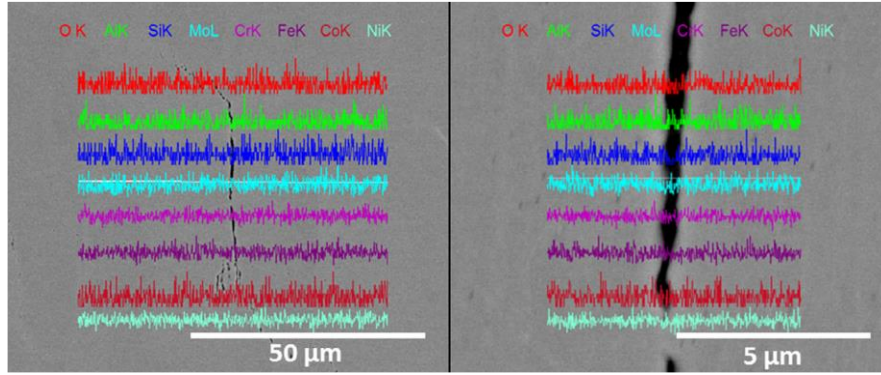 O K AlK SiK MoL CrK FeK CoK NiK
50 µm
O K AlK SiK MoL CrK FeK CoK NiK
5 µm